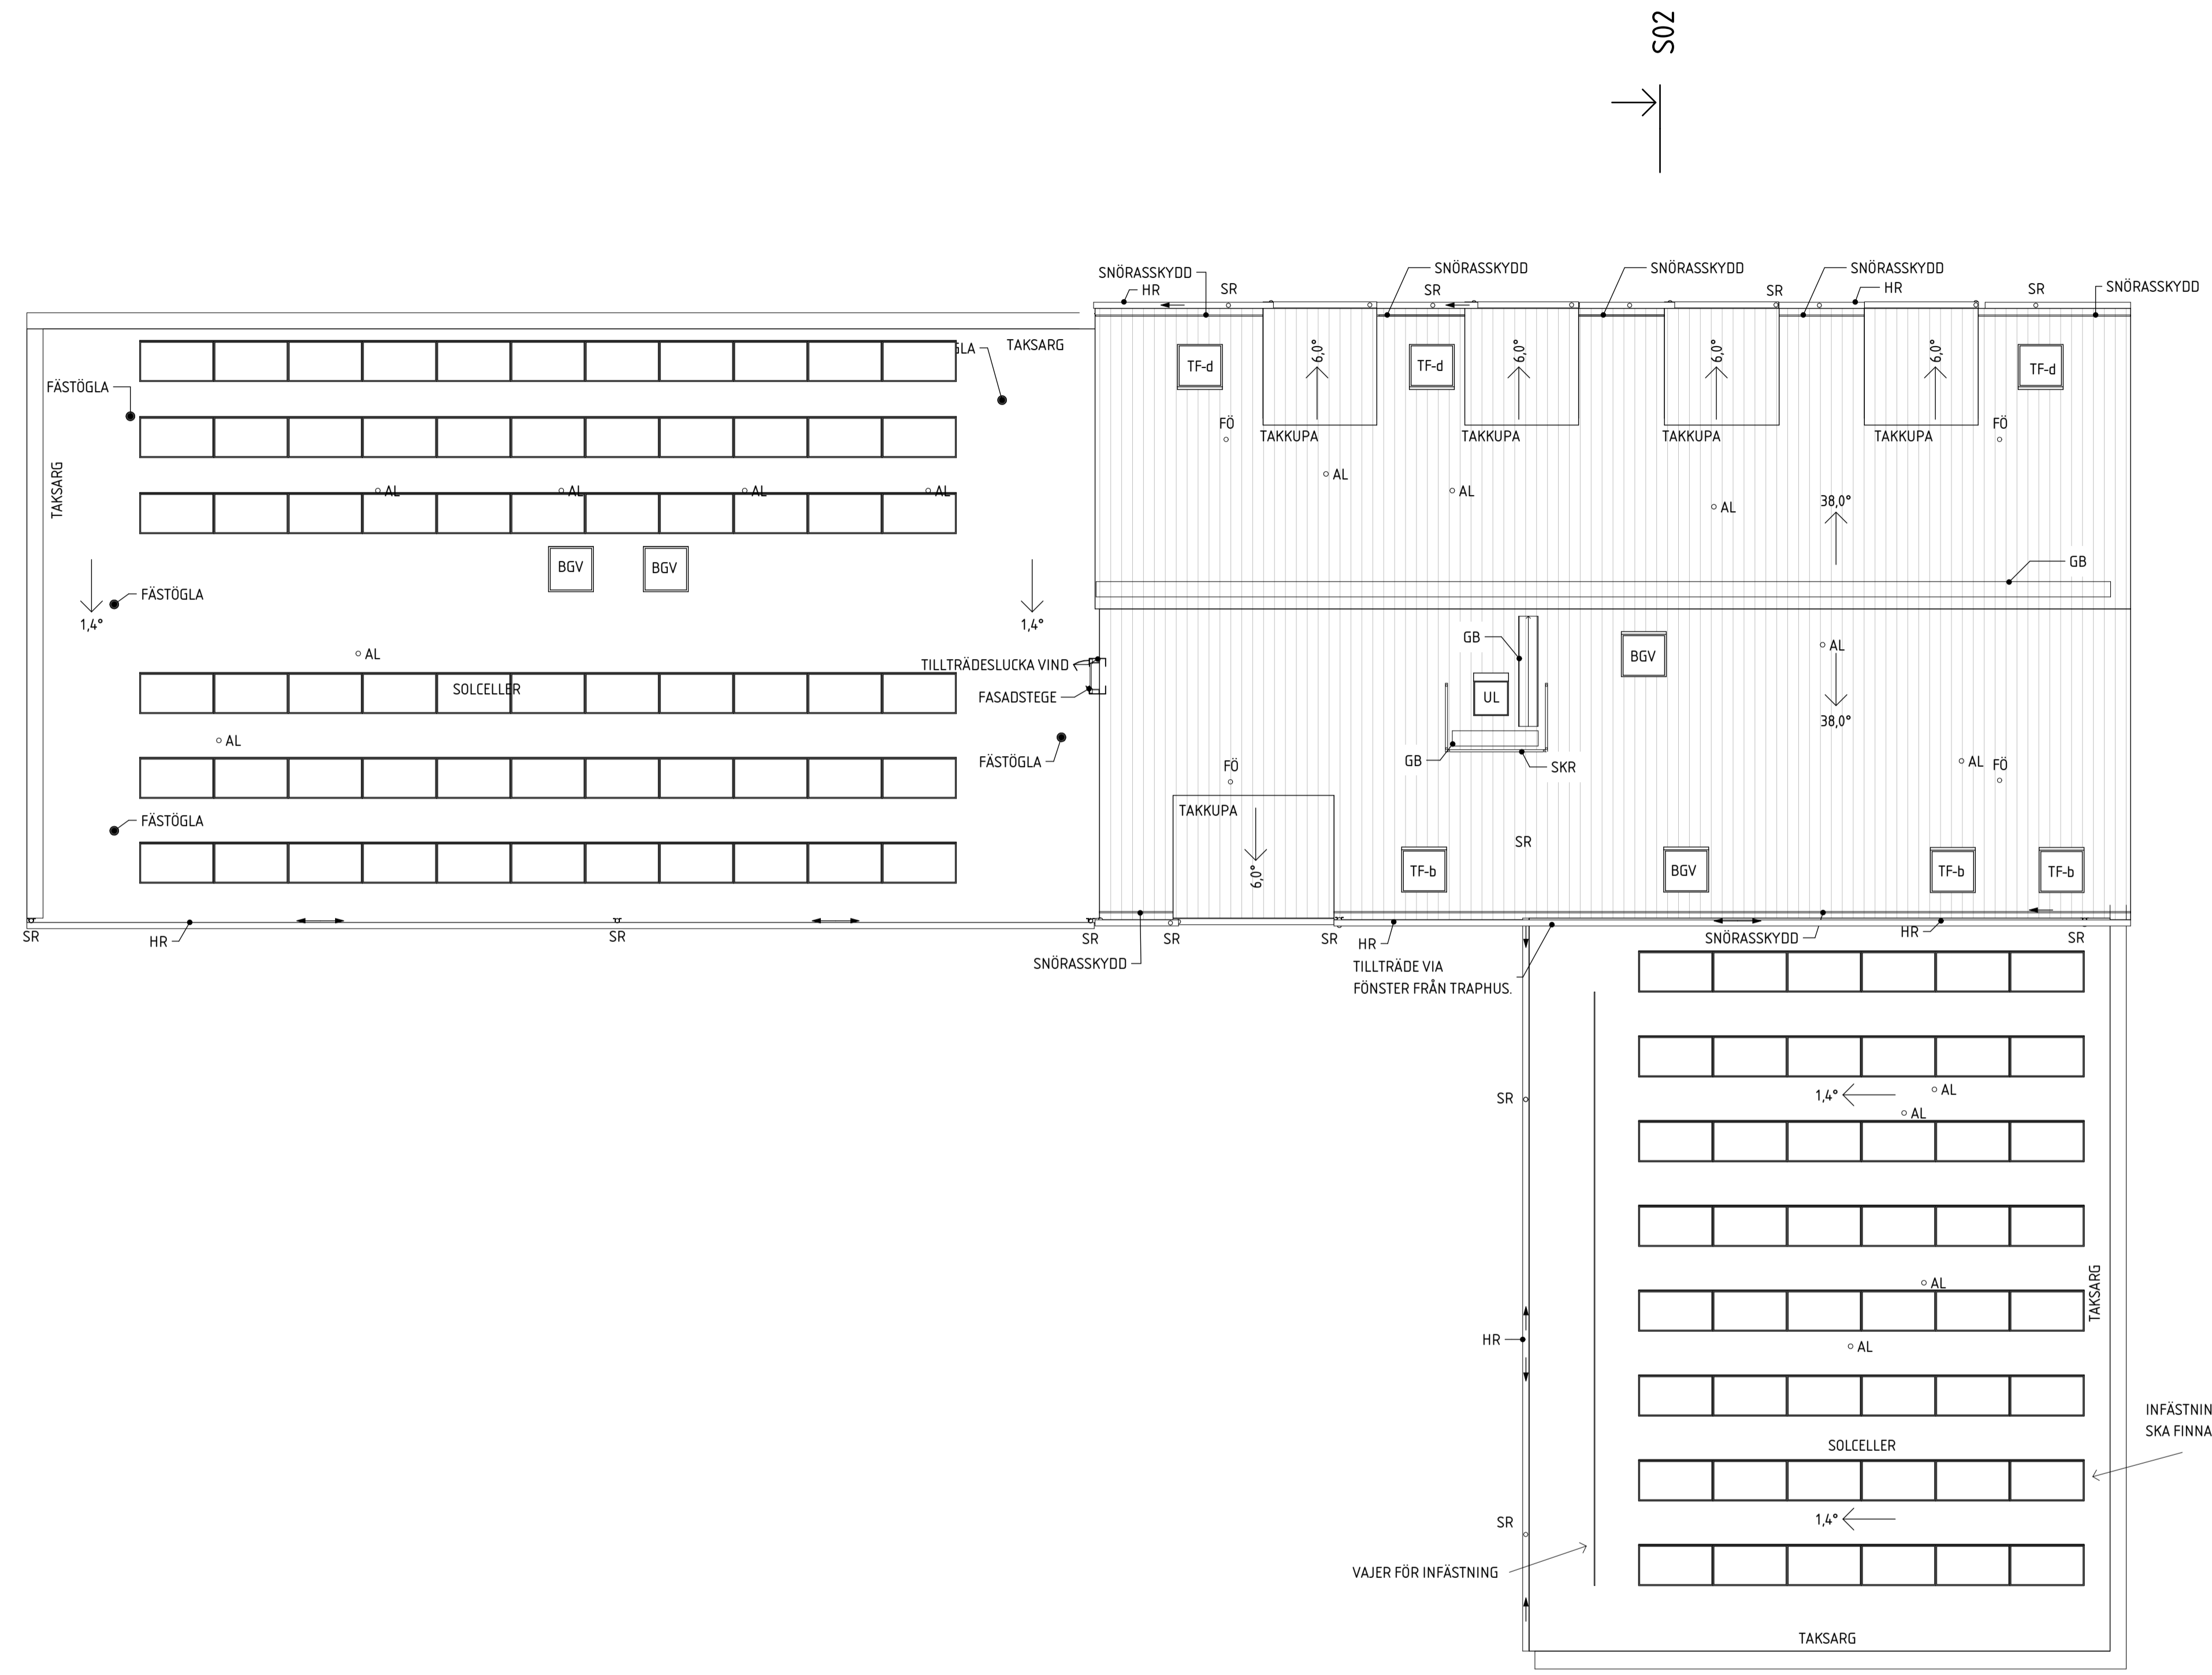 S02
SNÖRASSKYDD
SNÖRASSKYDD
SNÖRASSKYDD
SNÖRASSKYDD
SNÖRASSKYDD
HR
SR
SR
SR
HR
SR
TAKSARG
TF-d
6,0°
TF-d
6,0°
6,0°
6,0°
TF-d
FÄSTÖGLA
FÖ
TAKKUPA
TAKKUPA
TAKKUPA
TAKKUPA
FÖ
TAKSARG
AL
AL
AL
AL
AL
AL
AL
38,0°
BGV
BGV
GB
FÄSTÖGLA
1,4°
1,4°
GB
AL
AL
BGV
TILLTRÄDESLUCKA VIND
SOLCELLER
FASADSTEGE
UL
38,0°
AL
FÄSTÖGLA
GB
SKR
FÖ
AL
FÖ
FÄSTÖGLA
TAKKUPA
6,0°
SR
TF-b
BGV
TF-b
TF-b
SR
HR
SR
SR
SR
SR
HR
SNÖRASSKYDD
HR
SR
SNÖRASSKYDD
TILLTRÄDE VIA
FÖNSTER FRÅN TRAPHUS.
SR
1,4°
AL
AL
AL
TAKSARG
HR
AL
INFÄSTNIN
SKA FINNA
SOLCELLER
SR
1,4°
VAJER FÖR INFÄSTNING
TAKSARG